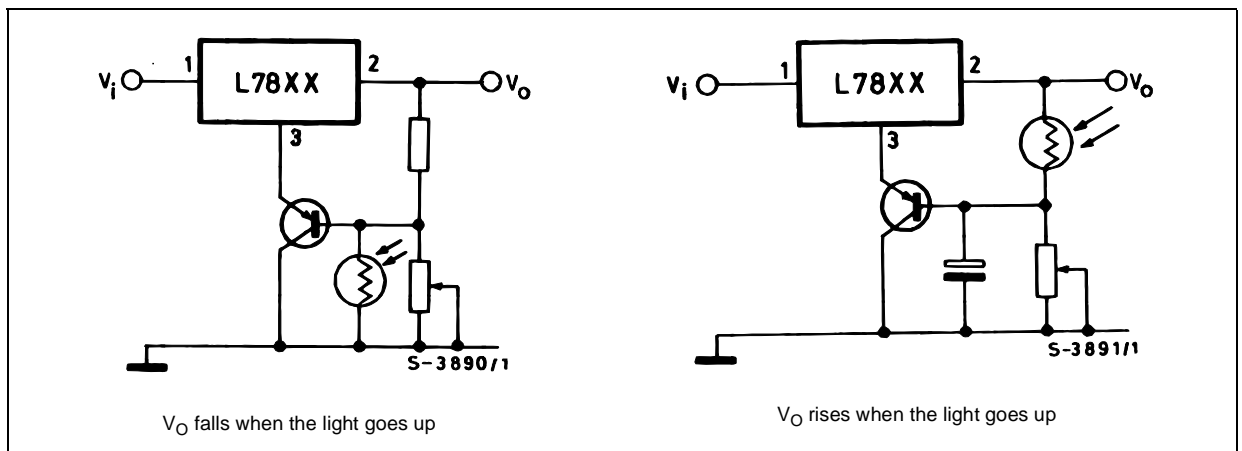 1 L78XX 2
Vi Vo
3
S-3890/1
VO falls when the light goes up
1 L78XX 2
Vi Vo
3
S-3891/1
VO rises when the light goes up